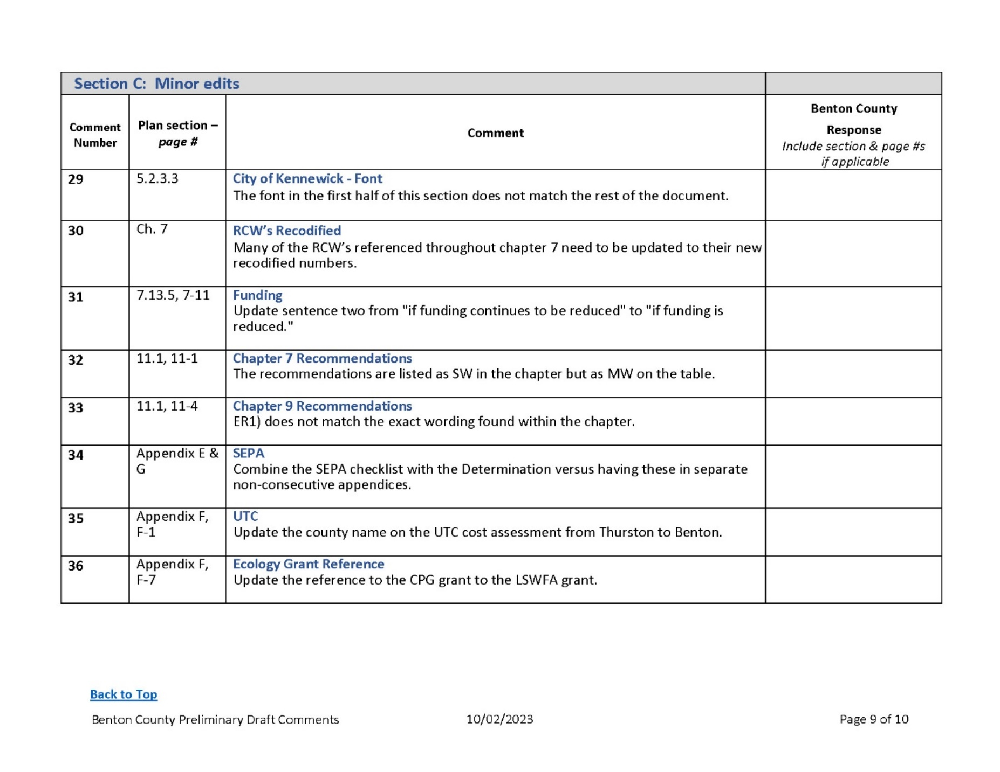 Section C:  Minor edits
Comment Number
Plan section – page #
Comment
Benton County
Response
Include section & page #s
if applicable
29
5.2.3.3
City of Kennewick - Font
The font in the first half of this section does not match the rest of the document.
30
Ch. 7
RCW’s Recodified
Many of the RCW’s referenced throughout chapter 7 need to be updated to their new
recodified numbers.
31
7.13.5, 7-11
Funding
Update sentence two from "if funding continues to be reduced" to "if funding is
reduced."
32
11.1, 11-1
Chapter 7 Recommendations
The recommendations are listed as SW in the chapter but as MW on the table.
33
11.1, 11-4
Chapter 9 Recommendations
ER1) does not match the exact wording found within the chapter.
34
Appendix E &
G
SEPA
Combine the SEPA checklist with the Determination versus having these in separate
non-consecutive appendices.
35
Appendix F,
F-1
UTC
Update the county name on the UTC cost assessment from Thurston to Benton.
36
Appendix F,
F-7
Ecology Grant Reference
Update the reference to the CPG grant to the LSWFA grant.
Back to Top
Benton County Preliminary Draft Comments
10/02/2023
Page 9 of 10